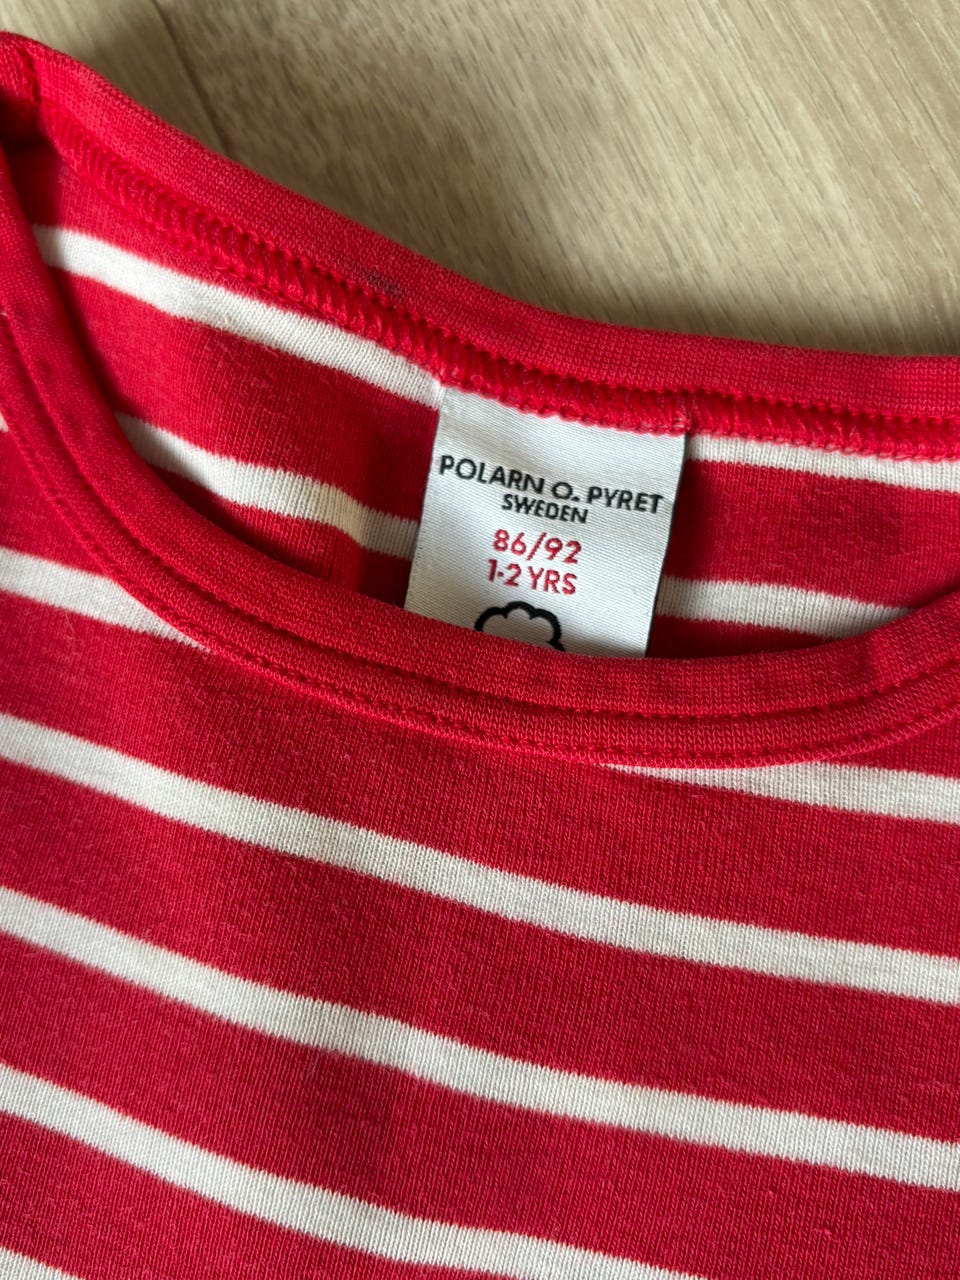 POLARN O. PYRET
SWEDEN
86/92
1-2 YRS